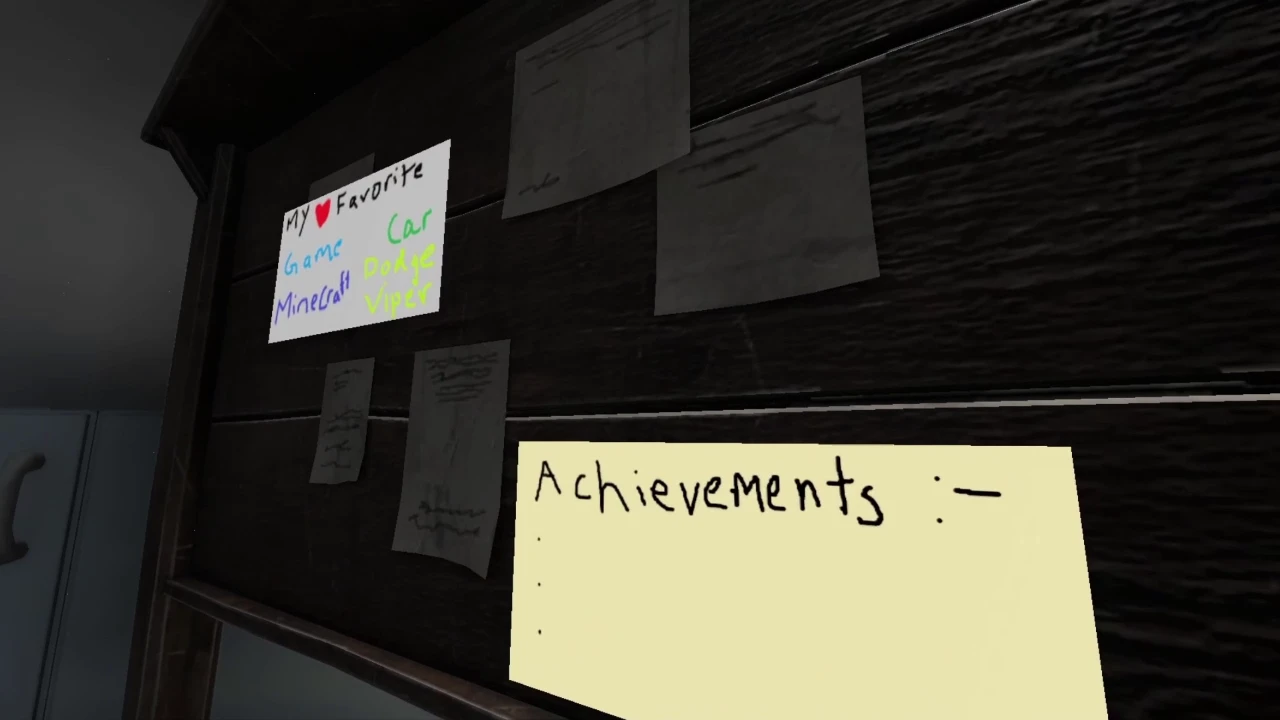 My ❤ Favorite
Game
Minecraft
Car
Dodge
Viper
Achievements :-
.
.
.